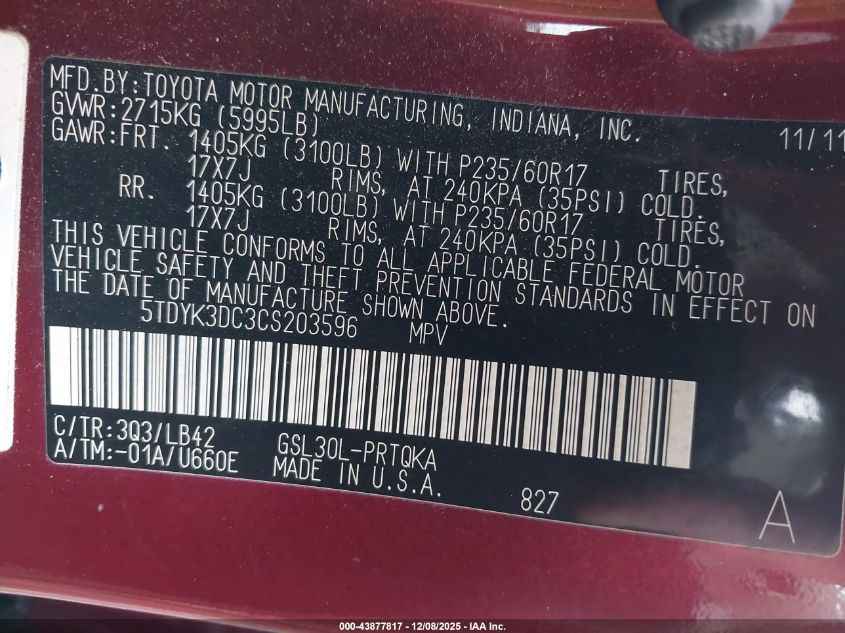 MFD.BY:TOYOTA MOTOR MANUFACTURING, INDIANA, INC. 11/11
GVWR:2715KG (5995LB)
GAWR:FRT. 1405KG (3100LB) WITH P235/60R17 TIRES,
17X7J RIMS, AT 240KPA (35PSI) COLD.
RR. 1405KG (3100LB) WITH P235/60R17 TIRES,
17X7J RIMS, AT 240KPA (35PSI) COLD.
THIS VEHICLE CONFORMS TO ALL APPLICABLE FEDERAL MOTOR
VEHICLE SAFETY AND THEFT PREVENTION STANDARDS IN EFFECT ON
THE DATE OF MANUFACTURE SHOWN ABOVE.
5TDYK3DC3CS203596 MPV
C/TR:3Q3/LB42 GSL30L-PRTQKA
A/TM:-01A/U660E MADE IN U.S.A.
827 A
000-43877817 - 12/08/2025 - IAA Inc.